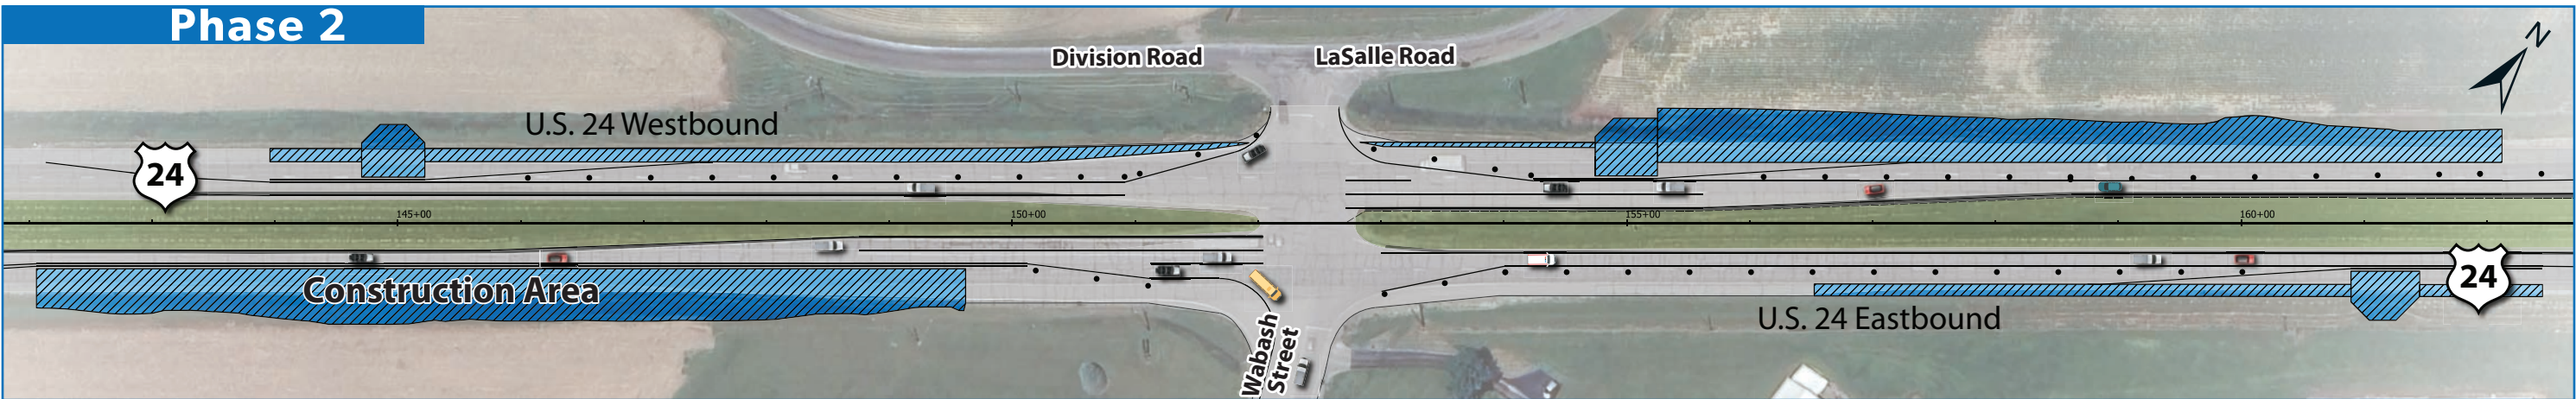 Phase 2
Division Road
LaSalle Road
N
U.S. 24 Westbound
24
145+00
150+00
155+00
160+00
Construction Area
24
U.S. 24 Eastbound
Wabash
Street